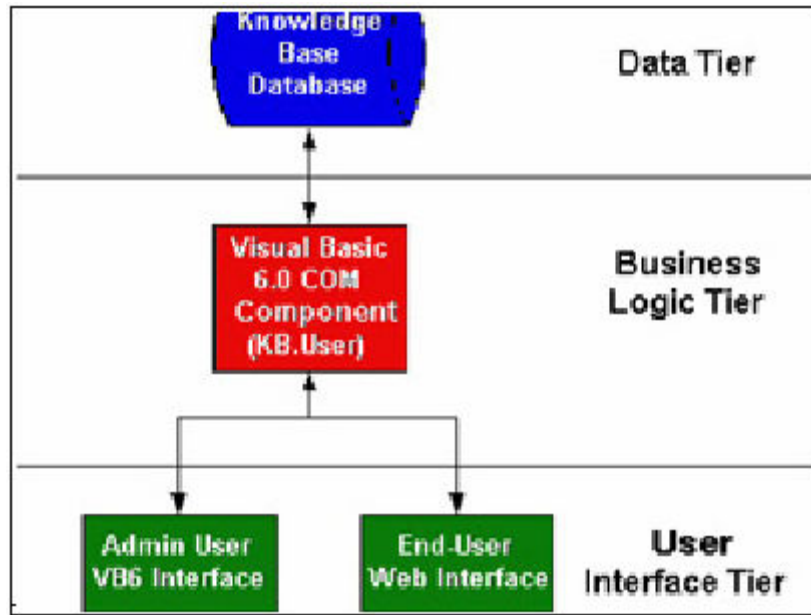 Knowledge
Base
Database
Data Tier
Visual Basic
6.0 COM
Component
(KB.User)
Business
Logic Tier
Admin User
VB6 Interface
End-User
Web Interface
User
Interface Tier